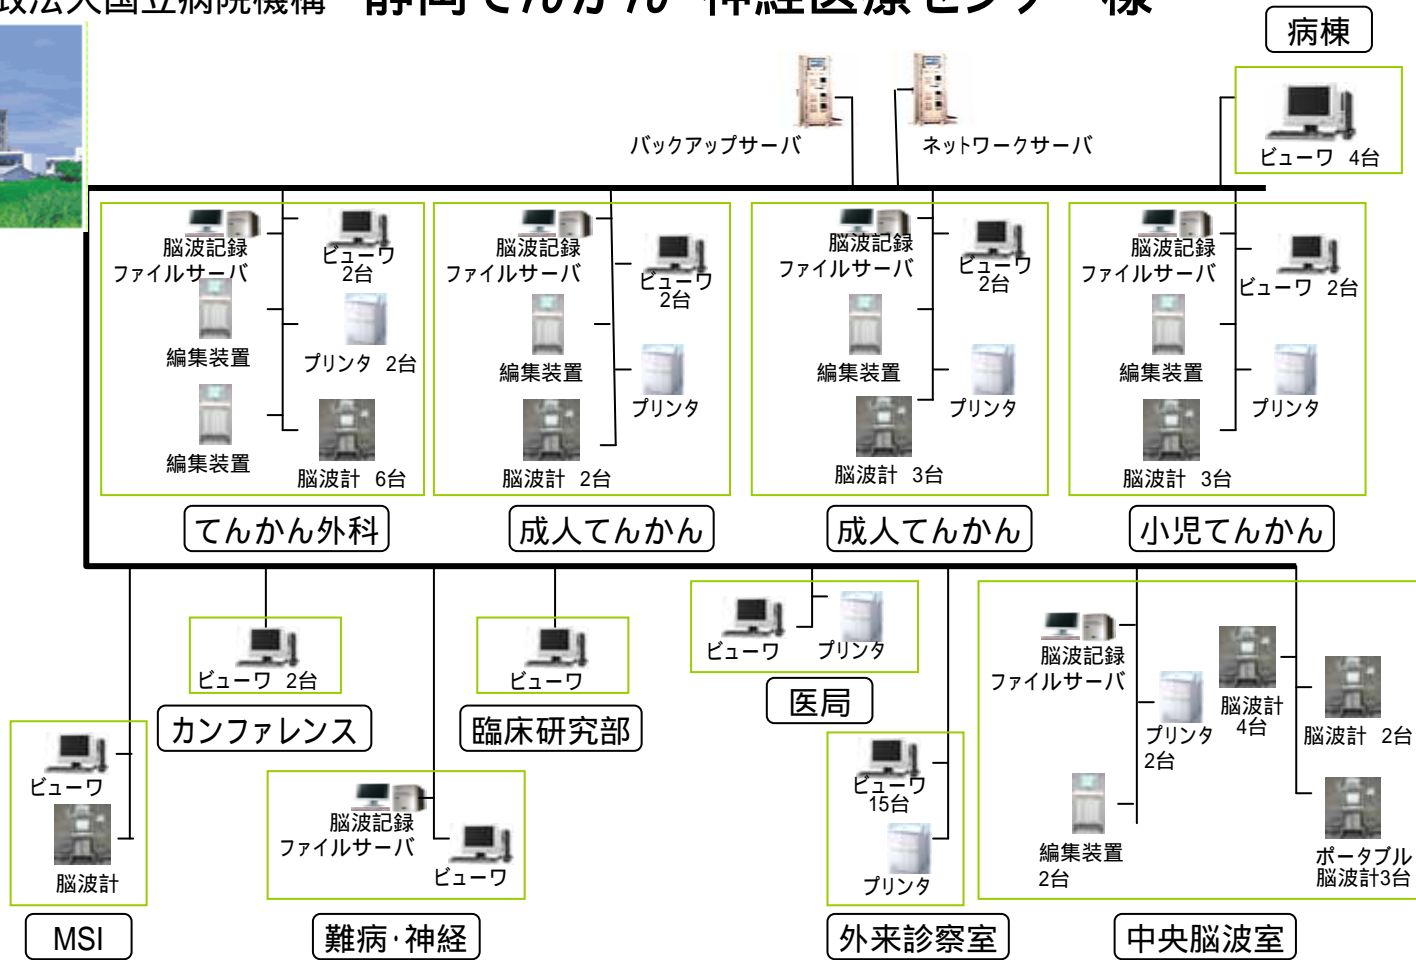 政法人国立病院機構 静岡てんかん・神経医療センター様
病棟
ビューワ 4台
バックアップサーバ
ネットワークサーバ
脳波記録
ファイルサーバ
ビューワ
2台
編集装置
プリンタ 2台
編集装置
脳波計 6台
てんかん外科
脳波記録
ファイルサーバ
ビューワ
2台
編集装置
プリンタ
脳波計 2台
成人てんかん
脳波記録
ファイルサーバ
ビューワ
2台
編集装置
プリンタ
脳波計 3台
成人てんかん
脳波記録
ファイルサーバ
ビューワ 2台
編集装置
プリンタ
脳波計 3台
小児てんかん
ビューワ
脳波計
MSI
ビューワ 2台
カンファレンス
脳波記録
ファイルサーバ
ビューワ
難病・神経
ビューワ
臨床研究部
ビューワ
プリンタ
医局
ビューワ
15台
プリンタ
外来診察室
脳波記録
ファイルサーバ
プリンタ
2台
編集装置
2台
脳波計
4台
脳波計 2台
ポータブル
脳波計3台
中央脳波室